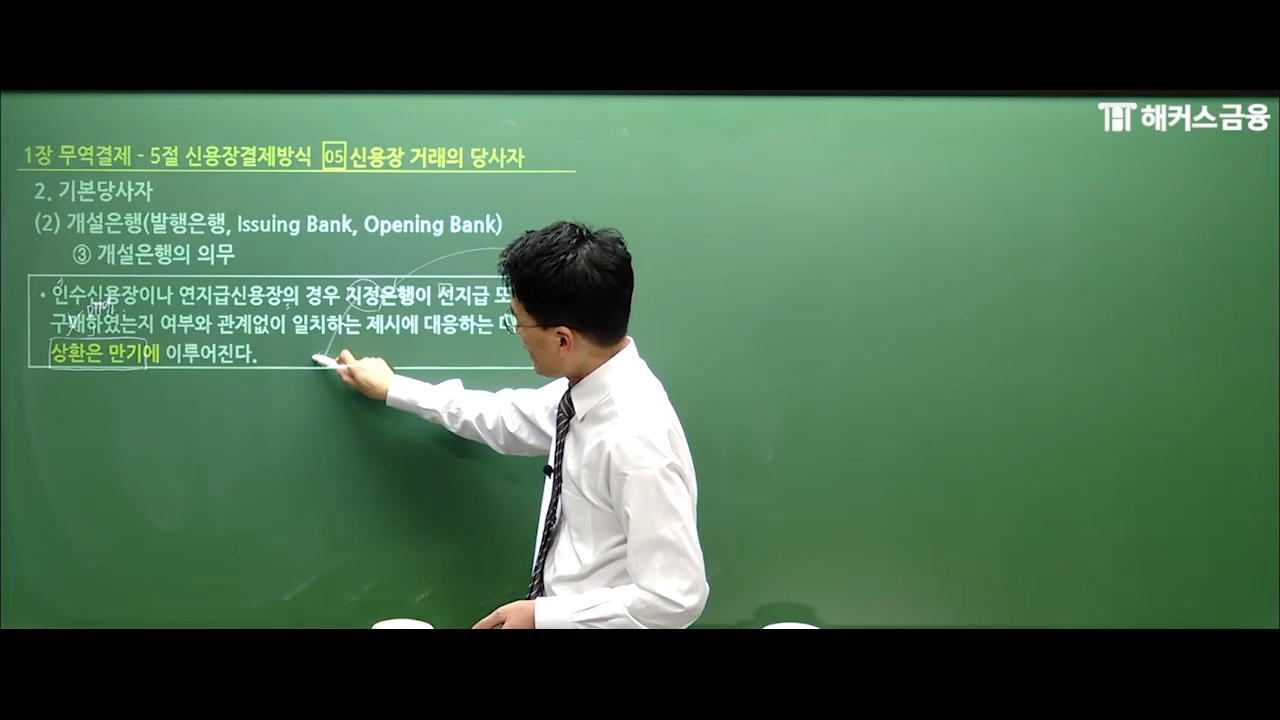 해커스금융
1장 무역결제 - 5절 신용장결제방식 05 신용장 거래의 당사자
2. 기본당사자
(2) 개설은행(발행은행, Issuing Bank, Opening Bank)
③ 개설은행의 의무
• 인수신용장이나 연지급신용장의 경우 지정은행이 선지급 또
구매하였는지 여부와 관계없이 일치하는 제시에 대응하는 대
상환은 만기에 이루어진다.